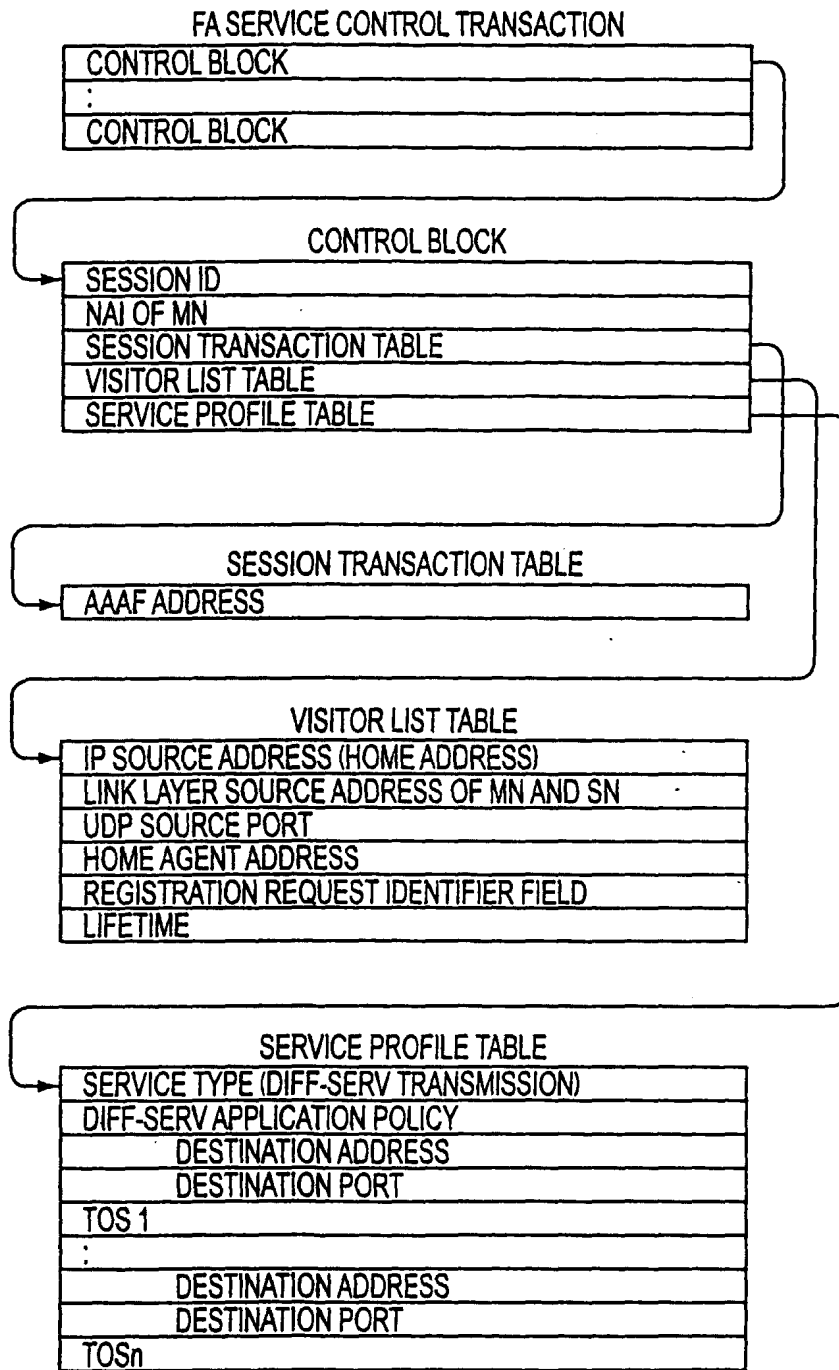 FA SERVICE CONTROL TRANSACTION
CONTROL BLOCK
:
CONTROL BLOCK
CONTROL BLOCK
SESSION ID
NAI OF MN
SESSION TRANSACTION TABLE
VISITOR LIST TABLE
SERVICE PROFILE TABLE
SESSION TRANSACTION TABLE
AAAF ADDRESS
VISITOR LIST TABLE
IP SOURCE ADDRESS (HOME ADDRESS)
LINK LAYER SOURCE ADDRESS OF MN AND SN
UDP SOURCE PORT
HOME AGENT ADDRESS
REGISTRATION REQUEST IDENTIFIER FIELD
LIFETIME
SERVICE PROFILE TABLE
SERVICE TYPE (DIFF-SERV TRANSMISSION)
DIFF-SERV APPLICATION POLICY
DESTINATION ADDRESS
DESTINATION PORT
TOS 1
:
DESTINATION ADDRESS
DESTINATION PORT
TOSn